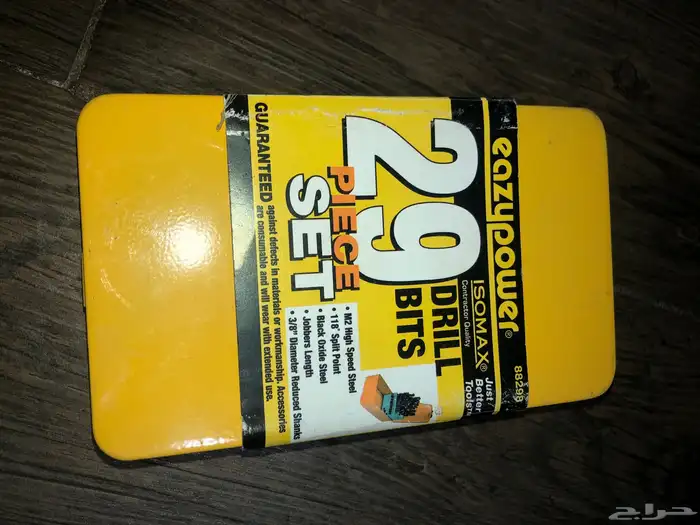 eazypower® 88298
ISOMAX® Just
Contractor Quality Better
Tools™
29 DRILL
BITS
PIECE
SET
• M2 High Speed Steel
• 118° Split Point
• Black Oxide Steel
• Jobbers Length
• 3/8" Diameter Reduced Shanks
GUARANTEED against defects in materials or workmanship. Accessories
are consumable and will wear with extended use.
حراج